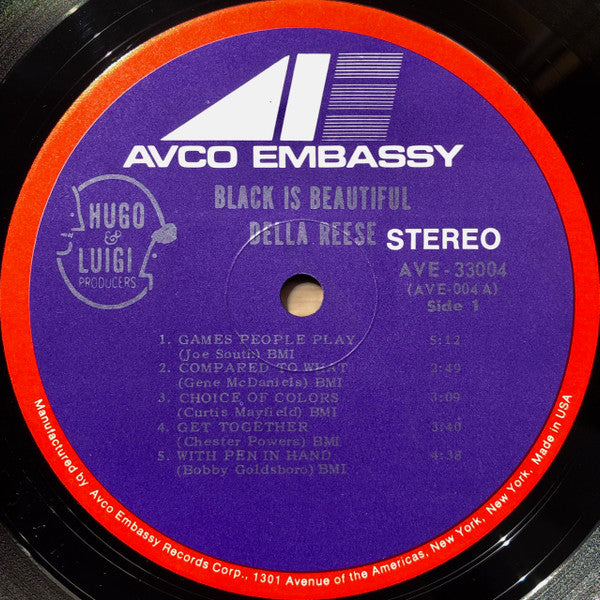 AVCO EMBASSY
BLACK IS BEAUTIFUL
DELLA REESE
STEREO
HUGO
&
LUIGI
PRODUCERS
AVE-33004
(AVE-004 A)
Side 1
1. GAMES PEOPLE PLAY 5:12
(Joe South) BMI
2. COMPARED TO WHAT 2:49
(Gene McDaniels) BMI
3. CHOICE OF COLORS 3:09
(Curtis Mayfield) BMI
4. GET TOGETHER 3:40
(Chester Powers) BMI
5. WITH PEN IN HAND 4:38
(Bobby Goldsboro) BMI
Manufactured by Avco Embassy Records Corp., 1301 Avenue of the Americas, New York, New York, Made in USA